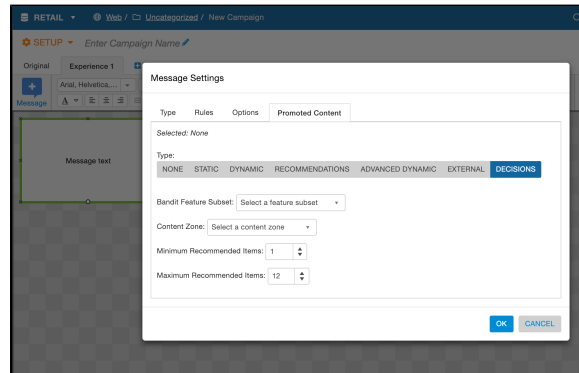 RETAIL Web / Uncategorized / New Campaign
SETUP Enter Campaign Name
Original Experience 1
Message Settings
Arial, Helvetica,...
Message
A
Type Rules Options Promoted Content
Selected: None
Message text
Type:
NONE STATIC DYNAMIC RECOMMENDATIONS ADVANCED DYNAMIC EXTERNAL DECISIONS
Bandit Feature Subset: Select a feature subset
Content Zone: Select a content zone
Minimum Recommended Items: 1
Maximum Recommended Items: 12
OK CANCEL